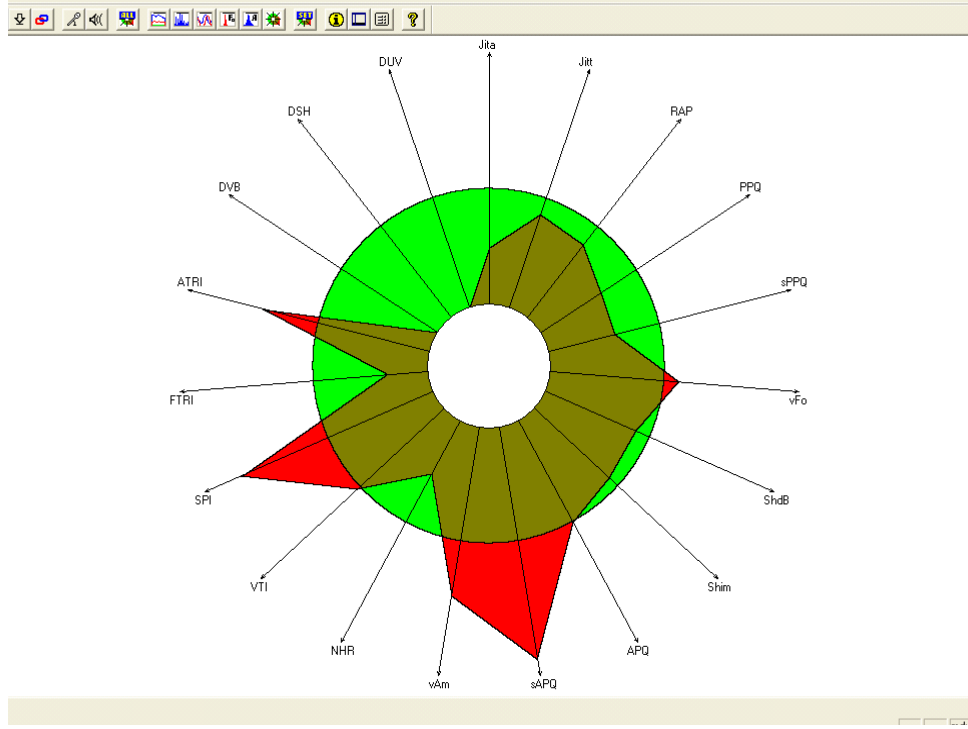 Jita
DUV
Jitt
DSH
RAP
DVB
PPQ
ATRI
sPPQ
FTRI
vFo
SPI
ShdB
VTI
Shim
NHR
APQ
vAm
sAPQ